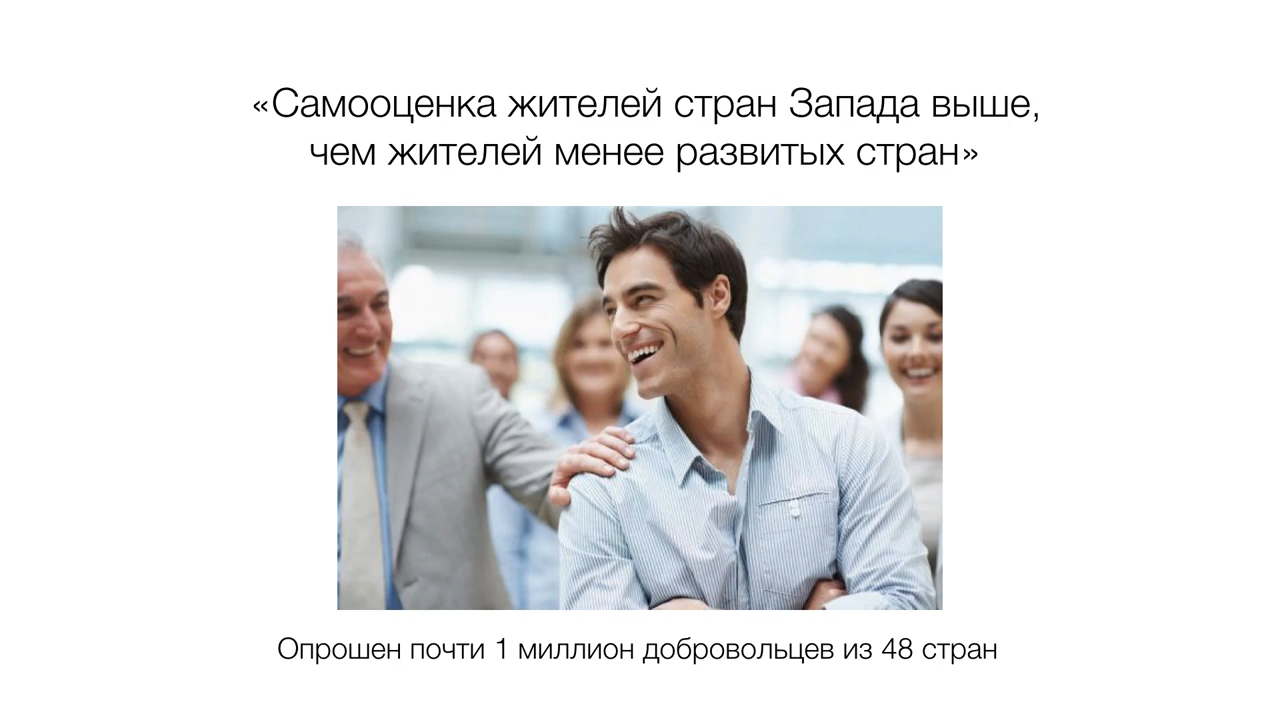 «Самооценка жителей стран Запада выше,
чем жителей менее развитых стран»
Опрошен почти 1 миллион добровольцев из 48 стран